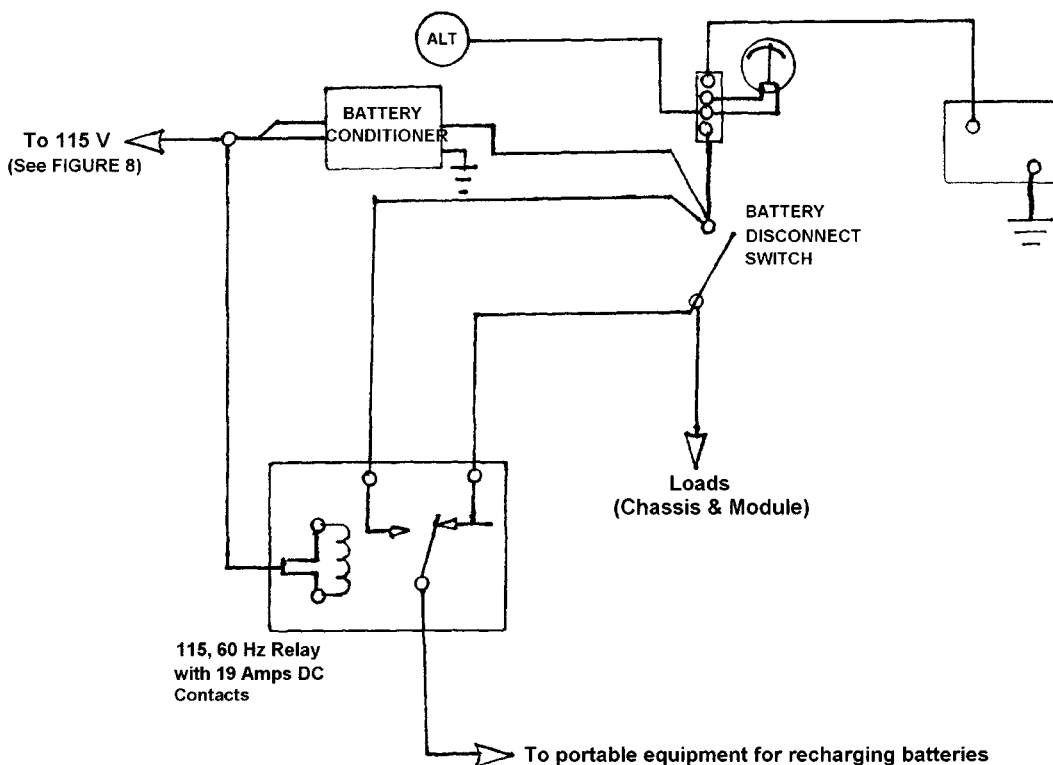 ALT
BATTERY
CONDITIONER
To 115 V
(See FIGURE 8)
BATTERY
DISCONNECT
SWITCH
Loads
(Chassis & Module)
115, 60 Hz Relay
with 19 Amps DC
Contacts
To portable equipment for recharging batteries